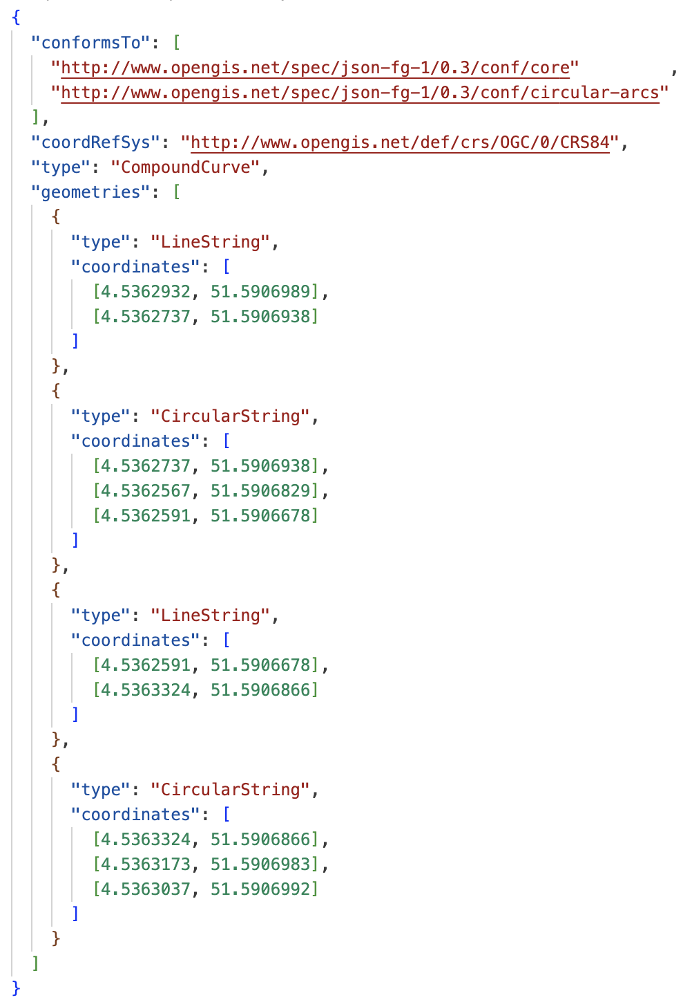 {
  "conformsTo": [
    "http://www.opengis.net/spec/json-fg-1/0.3/conf/core"         ,
    "http://www.opengis.net/spec/json-fg-1/0.3/conf/circular-arcs"
  ],
  "coordRefSys": "http://www.opengis.net/def/crs/OGC/0/CRS84",
  "type": "CompoundCurve",
  "geometries": [
    {
      "type": "LineString",
      "coordinates": [
        [4.5362932, 51.5906989],
        [4.5362737, 51.5906938]
      ]
    },
    {
      "type": "CircularString",
      "coordinates": [
        [4.5362737, 51.5906938],
        [4.5362567, 51.5906829],
        [4.5362591, 51.5906678]
      ]
    },
    {
      "type": "LineString",
      "coordinates": [
        [4.5362591, 51.5906678],
        [4.5363324, 51.5906866]
      ]
    },
    {
      "type": "CircularString",
      "coordinates": [
        [4.5363324, 51.5906866],
        [4.5363173, 51.5906983],
        [4.5363037, 51.5906992]
      ]
    }
  ]
}